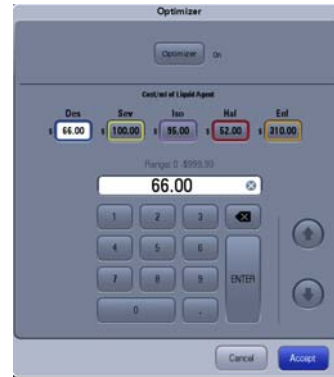 Optimizer
Optimizer On
Cost/ml of Liquid Agent
Des Sev Iso Hal Enf
$ 66.00 $ 100.00 $ 95.00 $ 52.00 $ 310.00
Range: 0 -$999.99
66.00
1 2 3
4 5 6
7 8 9 ENTER
0 .
Cancel Accept